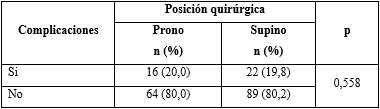 Complicaciones Posición quirúrgica p
Prono Supino
n (%) n (%)
Si 16 (20,0) 22 (19,8) 0,558
No 64 (80,0) 89 (80,2)